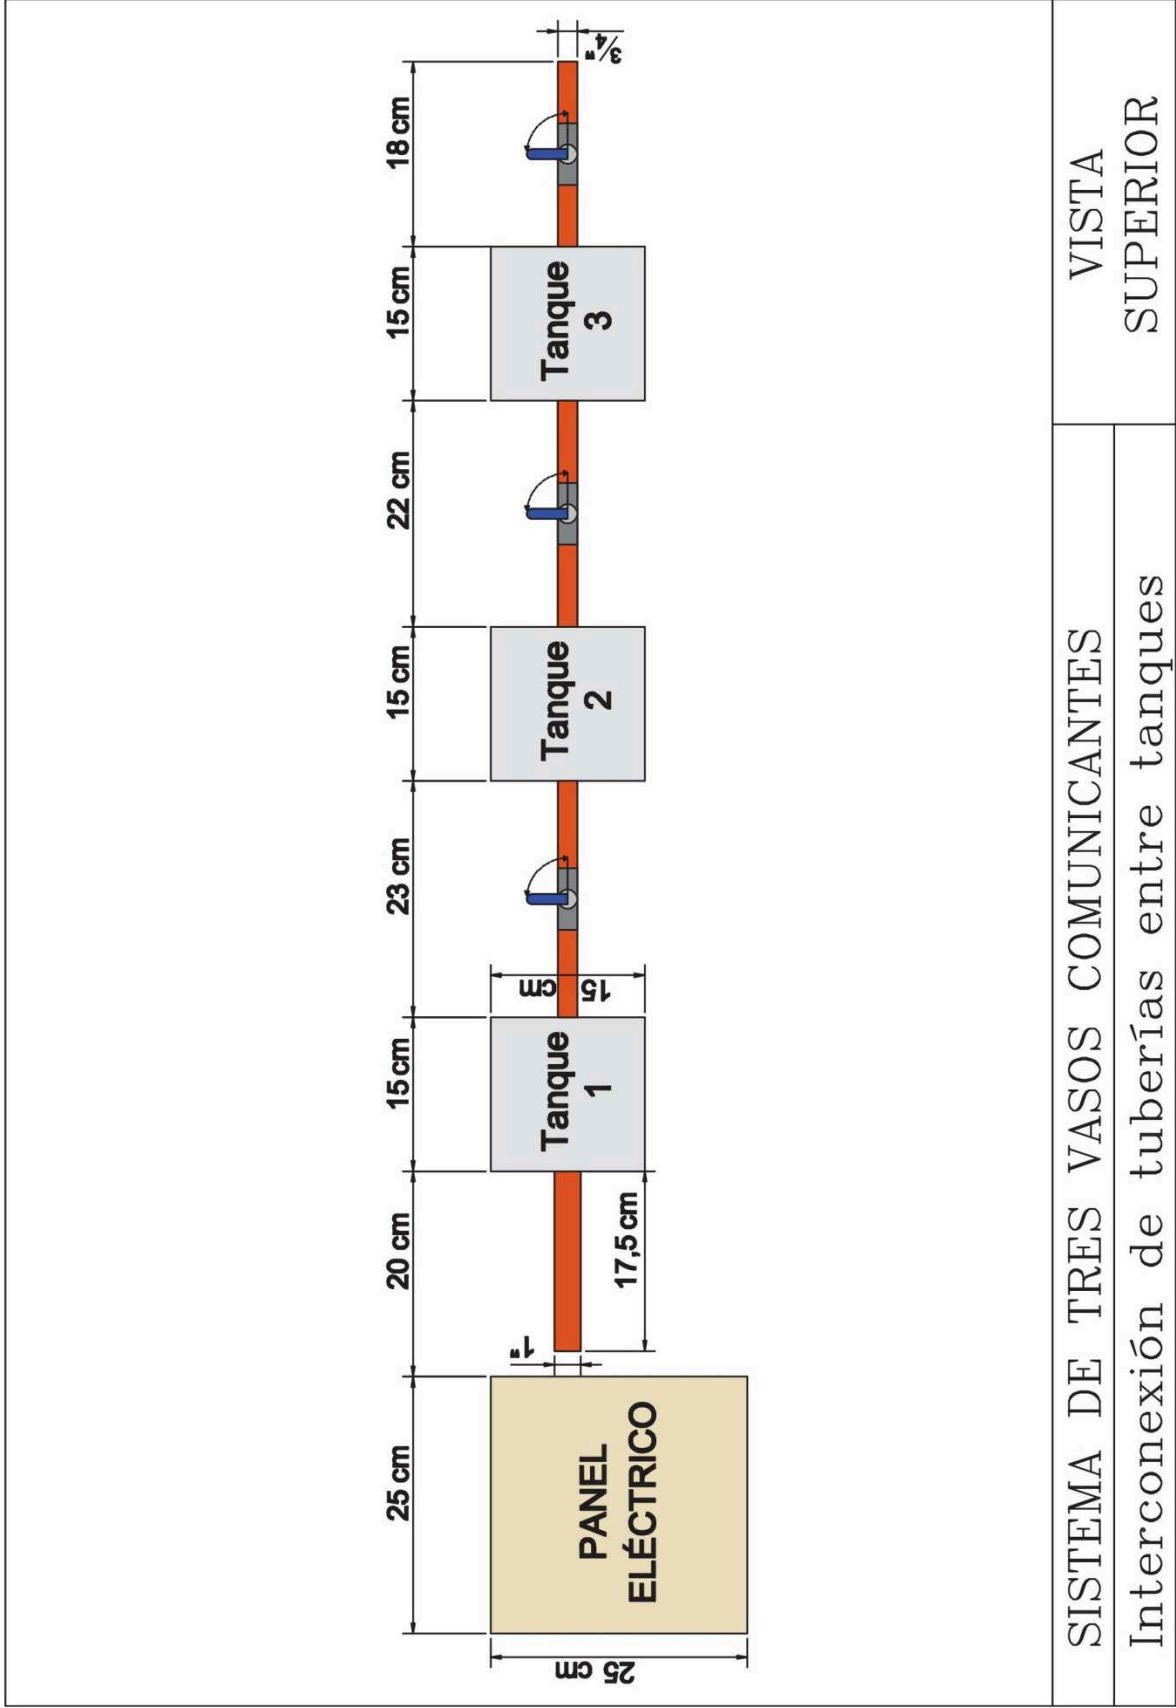 25 cm
20 cm
15 cm
23 cm
15 cm
22 cm
15 cm
18 cm
25 cm
PANEL
ELÉCTRICO
1"
17,5 cm
Tanque
1
15
cm
Tanque
2
Tanque
3
3/4"
SISTEMA DE TRES VASOS COMUNICANTES
Interconexión de tuberías entre tanques
VISTA
SUPERIOR